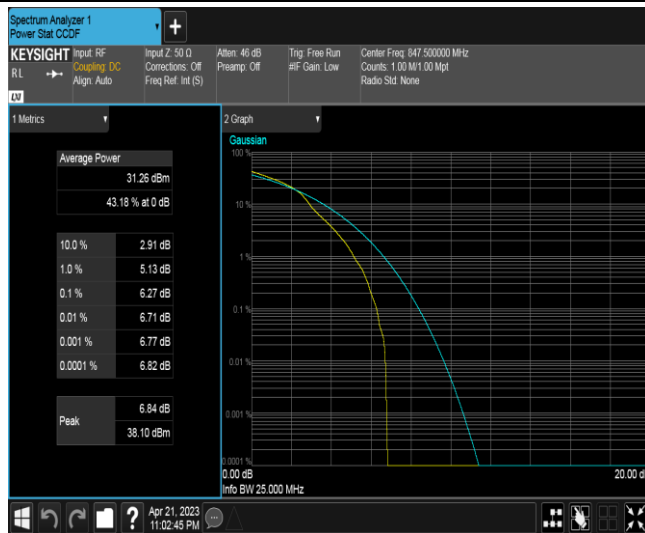 Spectrum Analyzer 1
Power Stat CCDF
+
KEYSIGHT
RL
LXI
Input: RF
Coupling: DC
Align: Auto
Input Z: 50 Ω
Corrections: Off
Freq Ref: Int (S)
Atten: 46 dB
Preamp: Off
Trig: Free Run
#IF Gain: Low
Center Freq: 847.500000 MHz
Counts: 1.00 M/1.00 Mpt
Radio Std: None
1 Metrics
Average Power
31.26 dBm
43.18 % at 0 dB
10.0 % 2.91 dB
1.0 % 5.13 dB
0.1 % 6.27 dB
0.01 % 6.71 dB
0.001 % 6.77 dB
0.0001 % 6.82 dB
Peak
6.84 dB
38.10 dBm
2 Graph
Gaussian
100 %
10 %
1 %
0.1 %
0.01 %
0.001 %
0.0001 %
0.00 dB
20.00 d
Info BW 25.000 MHz
?
Apr 21, 2023
11:02:45 PM